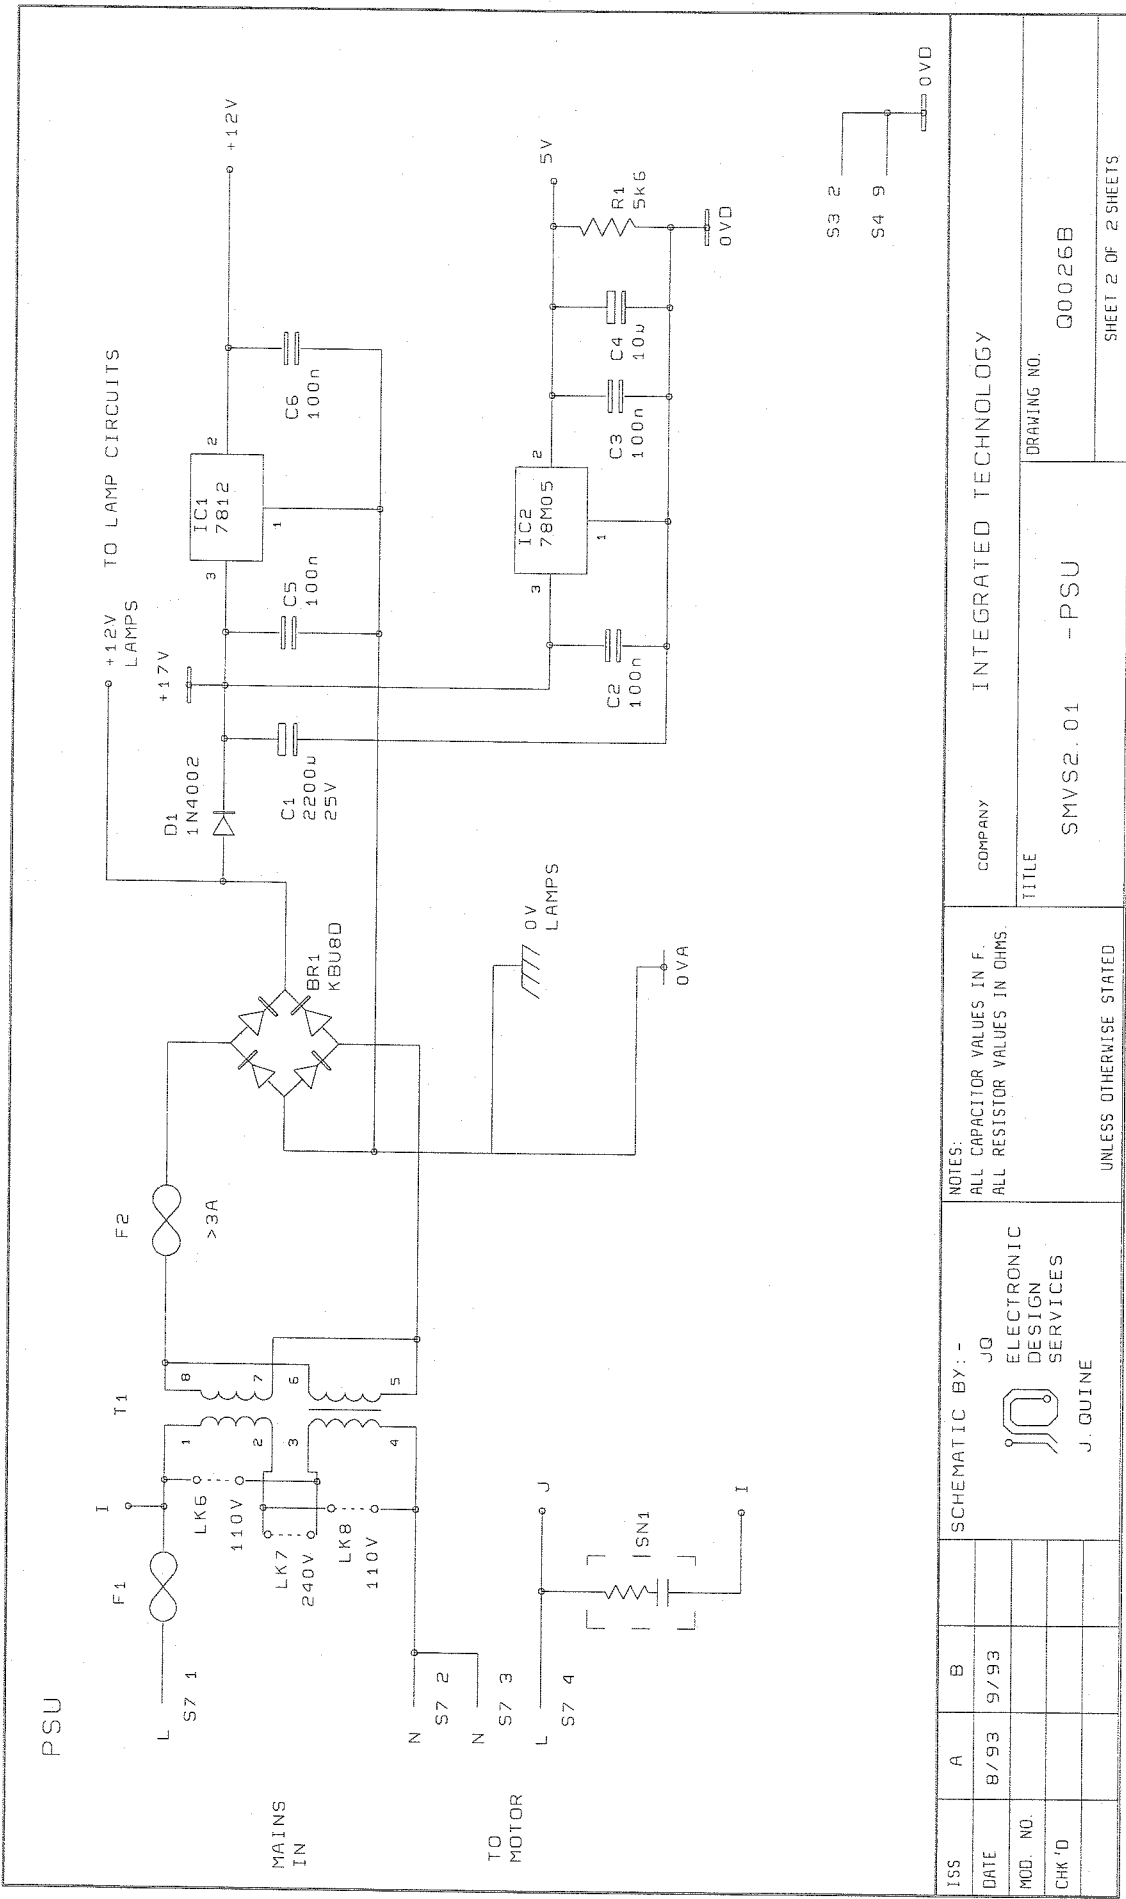 PSU
MAINS
IN
L
S7 1
F1
I
LK6
110V
LK7
240V
LK8
110V
N
S7 2
N
S7 3
TO
MOTOR
L
S7 4
J
SN1
I
T1
1
2
3
4
8
7
6
5
F2
>3A
BR1
KBU8D
0V
LAMPS
0VA
D1
1N4002
+12V
LAMPS
TO LAMP CIRCUITS
+17V
C1
2200u
25V
C5
100n
3
IC1
7812
2
1
C6
100n
+12V
C2
100n
3
IC2
78M05
2
1
C3
100n
C4
10u
R1
5k6
5V
0VD
S3 2
S4 9
0VD
ISS
A
B
DATE
8/93
9/93
MOD. NO.
CHK'D
SCHEMATIC BY:-
JQ
ELECTRONIC
DESIGN
SERVICES
J. QUINE
NOTES:
ALL CAPACITOR VALUES IN F.
ALL RESISTOR VALUES IN OHMS.
UNLESS OTHERWISE STATED
COMPANY
INTEGRATED TECHNOLOGY
TITLE
SMVS2.01 -PSU
DRAWING NO.
Q0026B
SHEET 2 OF 2 SHEETS